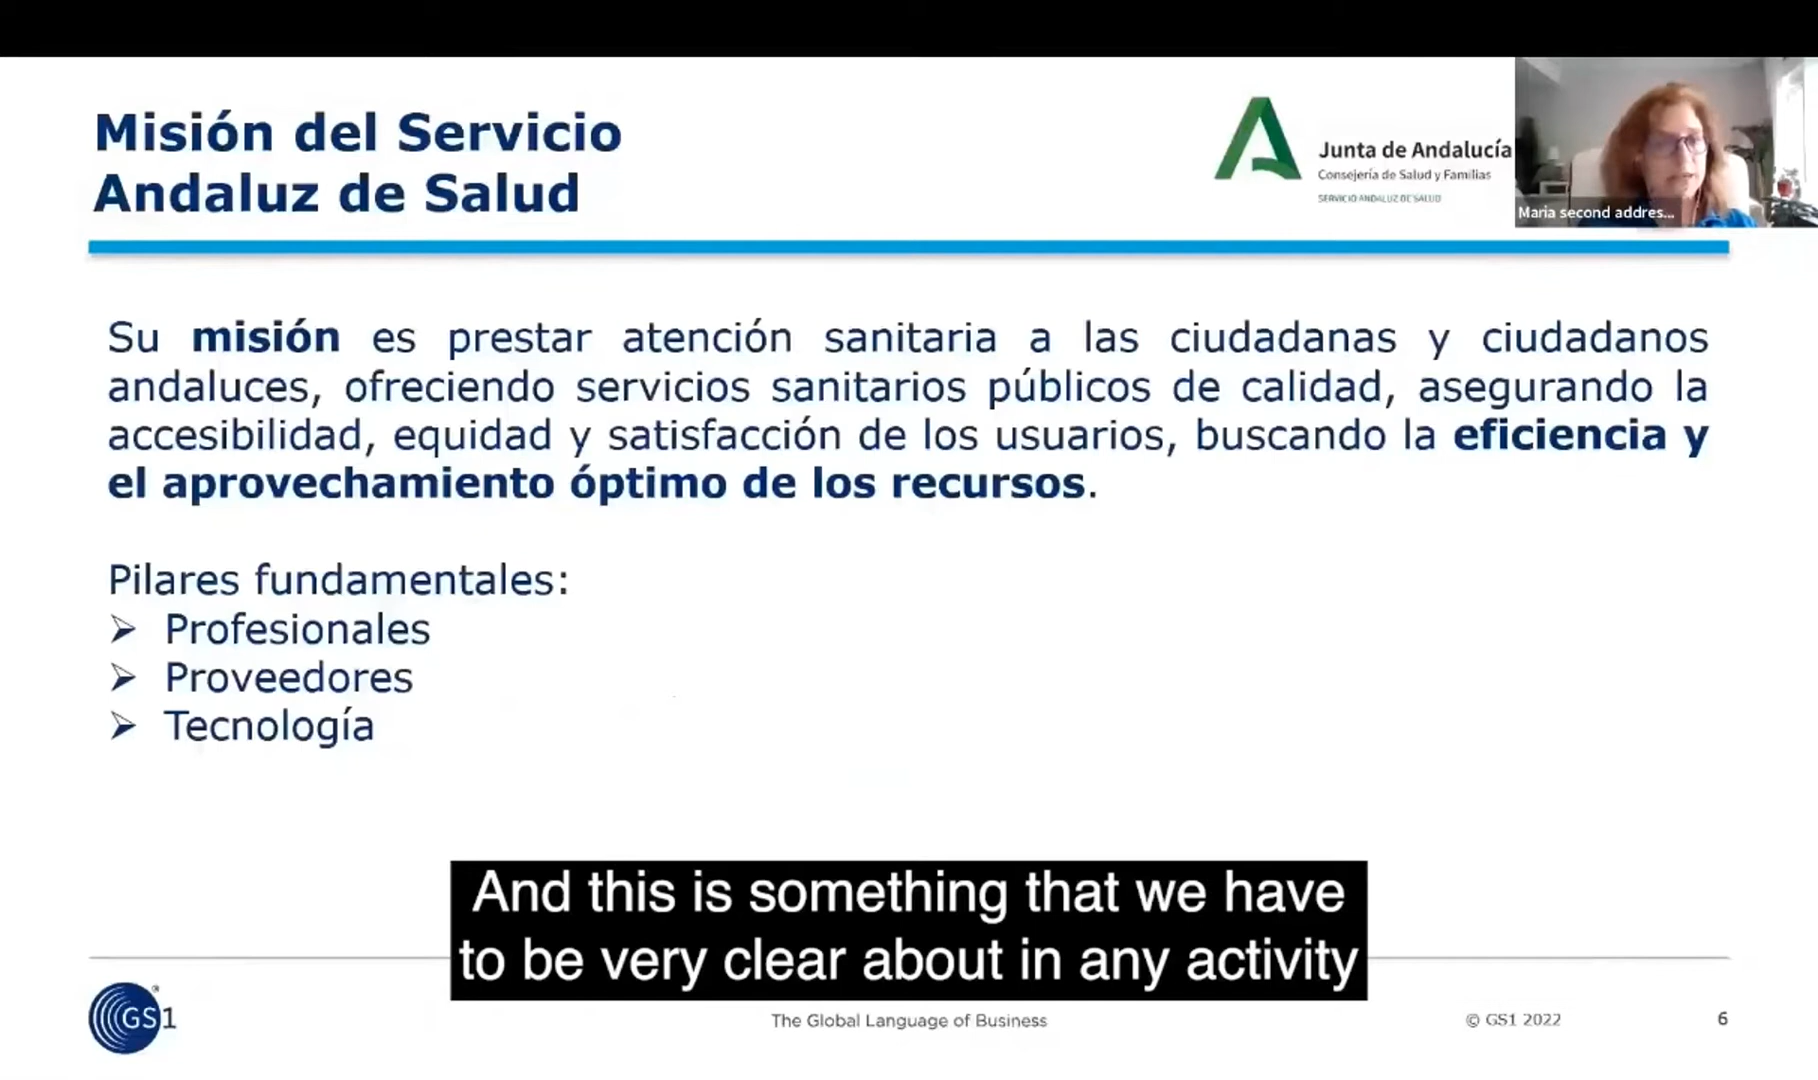 Misión del Servicio
Andaluz de Salud
Junta de Andalucía
Consejería de Salud y Familias
SERVICIO ANDALUZ DE SALUD
Maria second addres...
Su misión es prestar atención sanitaria a las ciudadanas y ciudadanos
andaluces, ofreciendo servicios sanitarios públicos de calidad, asegurando la
accesibilidad, equidad y satisfacción de los usuarios, buscando la eficiencia y
el aprovechamiento óptimo de los recursos.
Pilares fundamentales:
➢ Profesionales
➢ Proveedores
➢ Tecnología
And this is something that we have
to be very clear about in any activity
GS1®
The Global Language of Business
© GS1 2022
6